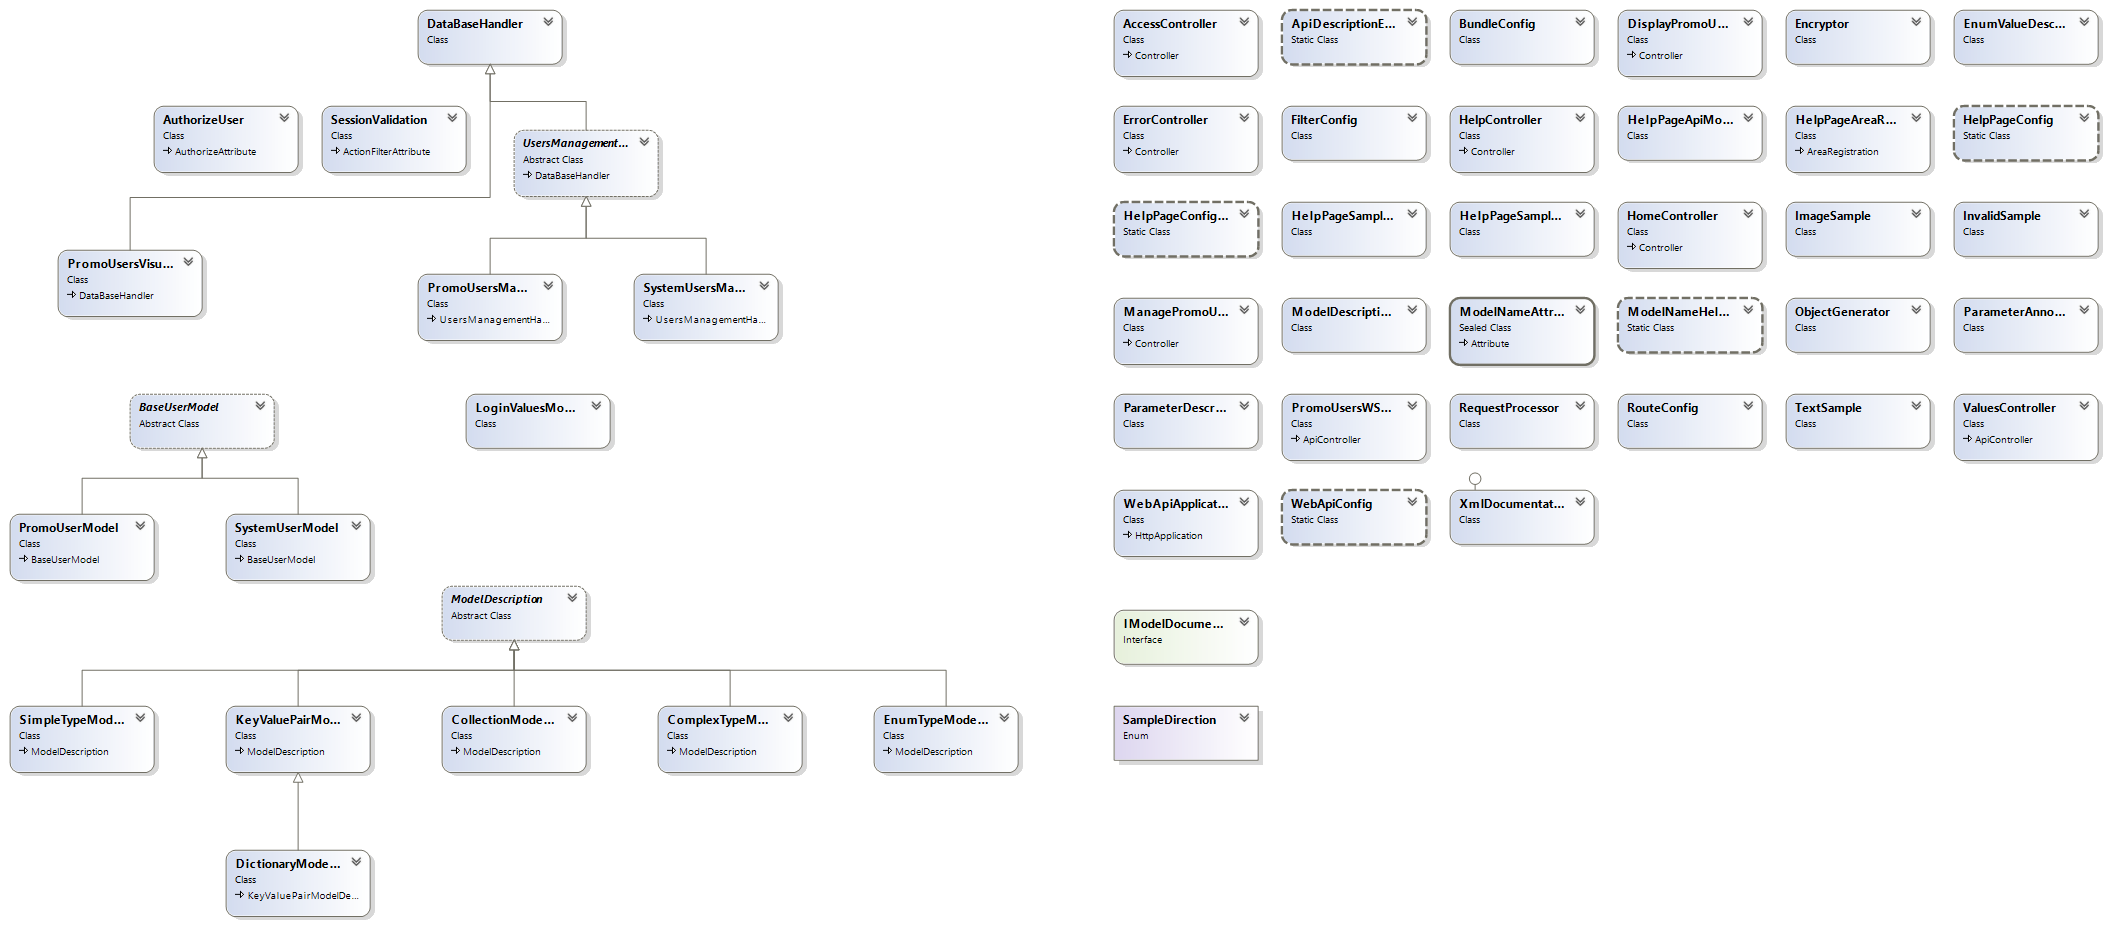 DataBaseHandler
Class
AuthorizeUser
Class
AuthorizeAttribute
SessionValidation
Class
ActionFilterAttribute
UsersManagement...
Abstract Class
DataBaseHandler
PromoUsersVisu...
Class
DataBaseHandler
PromoUsersMa...
Class
UsersManagementHa...
SystemUsersMa...
Class
UsersManagementHa...
BaseUserModel
Abstract Class
LoginValuesMo...
Class
PromoUserModel
Class
BaseUserModel
SystemUserModel
Class
BaseUserModel
ModelDescription
Abstract Class
SimpleTypeMod...
Class
ModelDescription
KeyValuePairMo...
Class
ModelDescription
CollectionMode...
Class
ModelDescription
ComplexTypeM...
Class
ModelDescription
EnumTypeMode...
Class
ModelDescription
DictionaryMode...
Class
KeyValuePairModelDe...
AccessController
Class
Controller
ApiDescriptionE...
Static Class
BundleConfig
Class
DisplayPromoU...
Class
Controller
Encryptor
Class
EnumValueDesc...
Class
ErrorController
Class
Controller
FilterConfig
Class
HelpController
Class
Controller
HelpPageApiMo...
Class
HelpPageAreaR...
Class
AreaRegistration
HelpPageConfig
Static Class
HelpPageConfig...
Static Class
HelpPageSampl...
Class
HelpPageSampl...
Class
HomeController
Class
Controller
ImageSample
Class
InvalidSample
Class
ManagePromoU...
Class
Controller
ModelDescripti...
Class
ModelNameAttr...
Sealed Class
Attribute
ModelNameHel...
Static Class
ObjectGenerator
Class
ParameterAnno...
Class
ParameterDescr...
Class
PromoUsersWS...
Class
ApiController
RequestProcessor
Class
RouteConfig
Class
TextSample
Class
ValuesController
Class
ApiController
WebApiApplicat...
Class
HttpApplication
WebApiConfig
Static Class
XmlDocumentat...
Class
IModelDocume...
Interface
SampleDirection
Enum